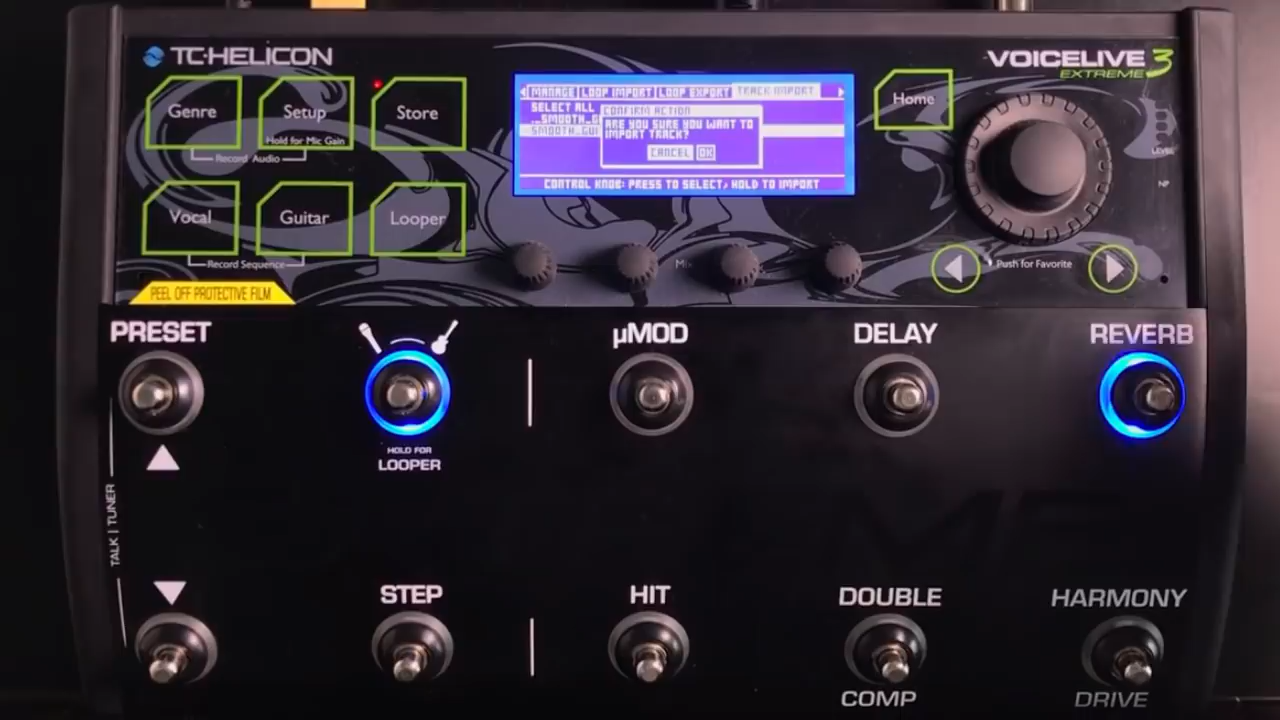 TC·HELICON
VOICELIVE 3
EXTREME
Genre
Setup
Hold for Mic Gain
Store
Record Audio
Vocal
Guitar
Looper
Record Sequence
PEEL OFF PROTECTIVE FILM
MANAGE|LOOP IMPORT|LOOP EXPORT TRACK IMPORT
SELECT ALL
CONFIRM ACTION
ARE YOU SURE YOU WANT TO
IMPORT TRACK?
CANCEL OK
CONTROL KNOB: PRESS TO SELECT, HOLD TO IMPORT
Home
LEVEL
Mix
Push for Favorite
PRESET
HOLD FOR
LOOPER
µMOD
DELAY
REVERB
TALK | TUNER
STEP
HIT
DOUBLE
COMP
HARMONY
DRIVE